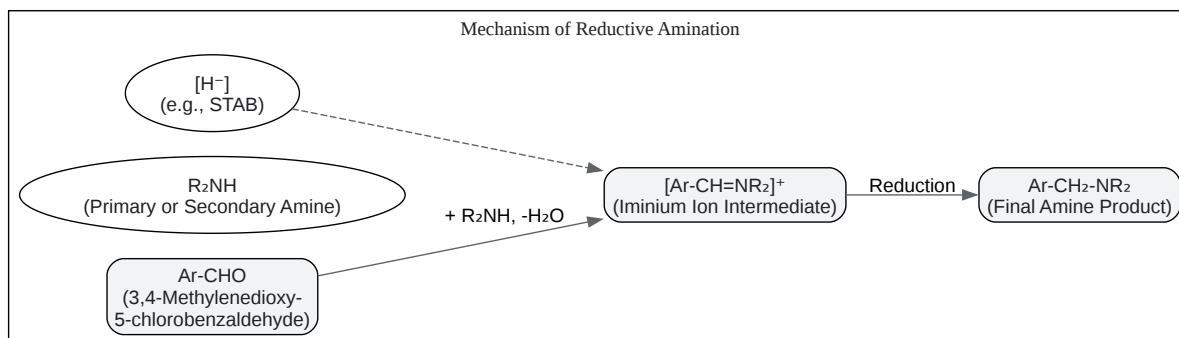 Mechanism of Reductive Amination
[H⁻]
(e.g., STAB)
R₂NH
(Primary or Secondary Amine)
+ R₂NH, -H₂O
Ar-CHO
(3,4-Methylenedioxy-
5-chlorobenzaldehyde)
[Ar-CH=NR₂]⁺
(Iminium Ion Intermediate)
Reduction
Ar-CH₂-NR₂
(Final Amine Product)